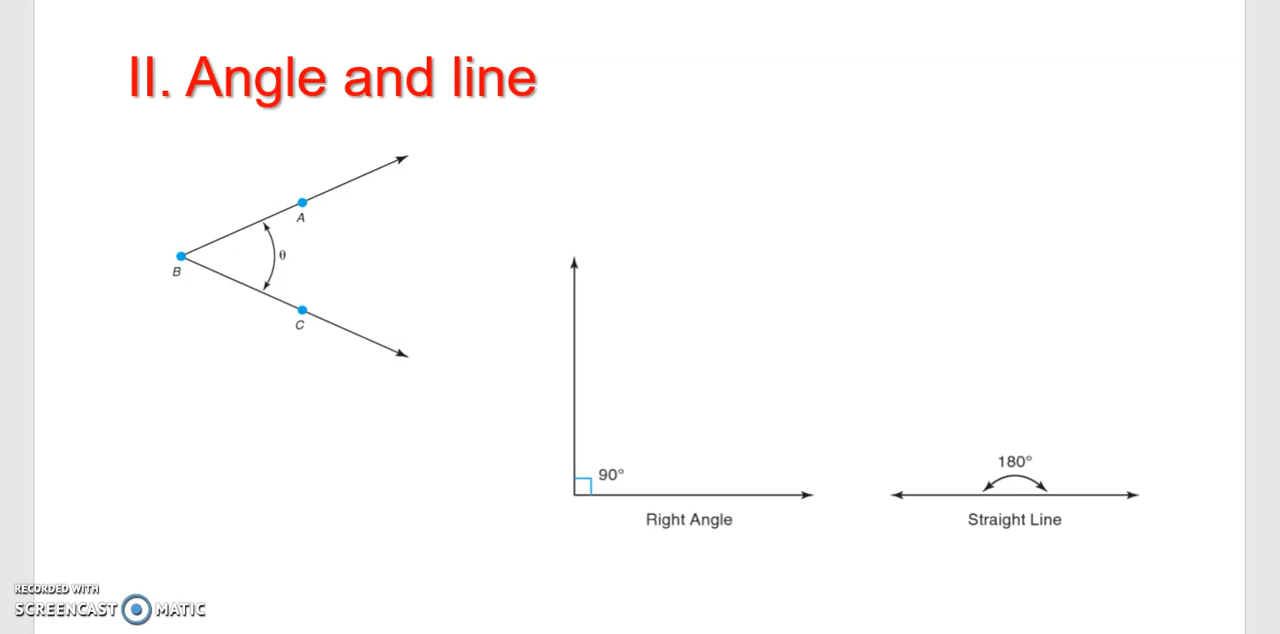 II. Angle and line
A
θ
B
C
90°
Right Angle
180°
Straight Line
RECORDED WITH
SCREENCAST MATIC